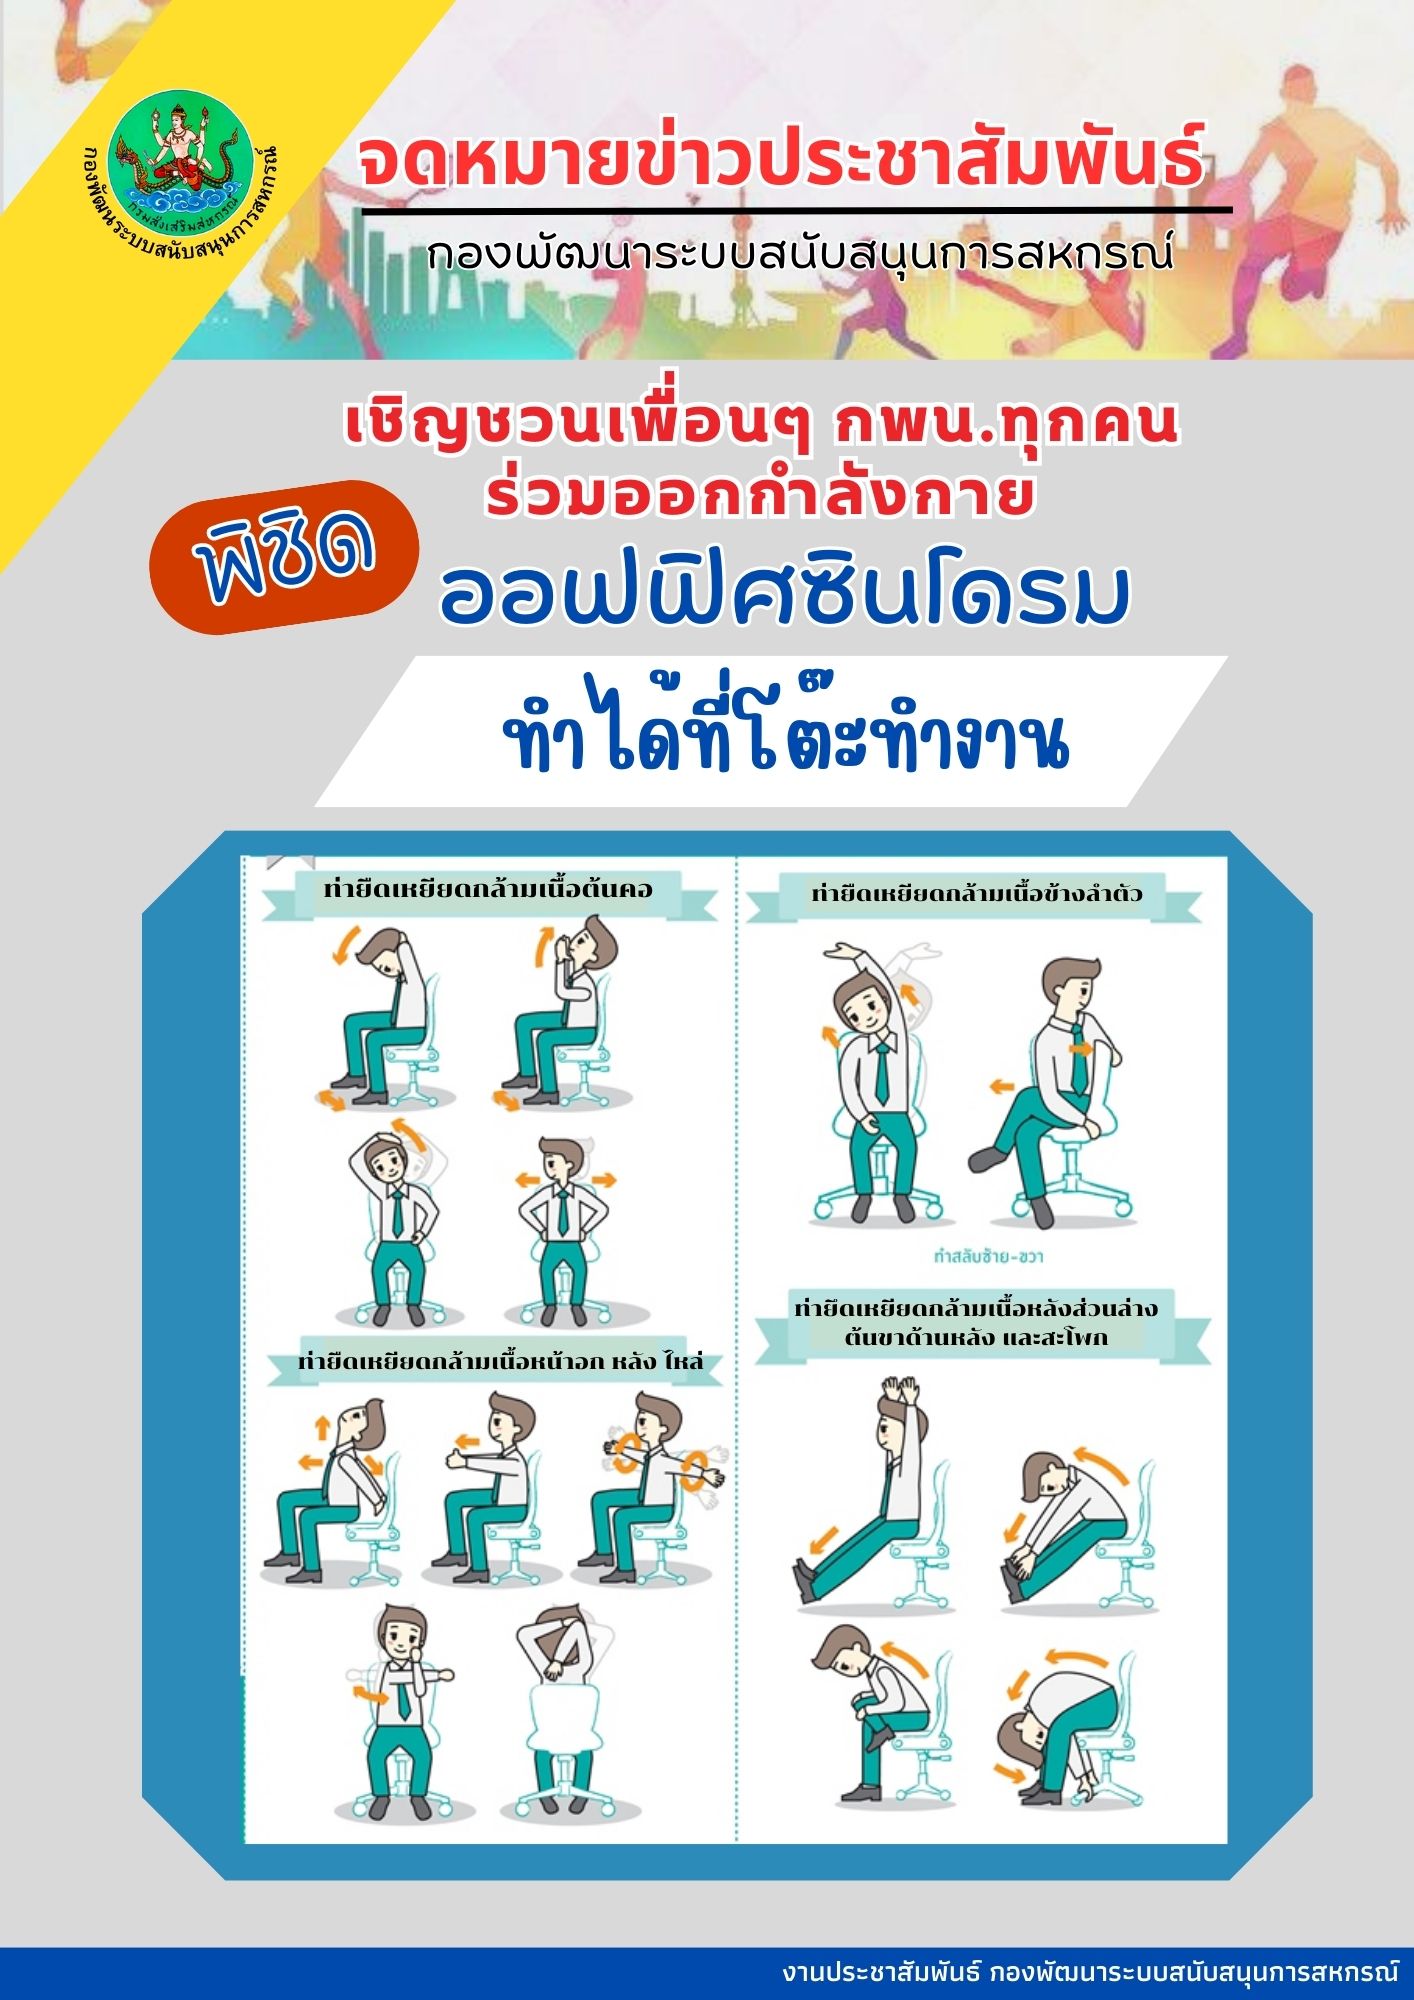 จดหมายข่าวประชาสัมพันธ์
กองพัฒนาระบบสนับสนุนการสหกรณ์
กรมส่งเสริมสหกรณ์
กองพัฒนระบบสนับสนุนการสหกรณ์
เชิญชวนเพื่อนๆ กพน.ทุกคน
ร่วมออกกำลังกาย
พิชิต
ออฟฟิศซินโดรม
ทำได้ที่โต๊ะทำงาน
ท่ายืดเหยียดกล้ามเนื้อต้นคอ
ท่ายืดเหยียดกล้ามเนื้อหน้าอก หลัง ไหล่
ท่ายืดเหยียดกล้ามเนื้อข้างลำตัว
ทำสลับซ้าย-ขวา
ท่ายืดเหยียดกล้ามเนื้อหลังส่วนล่าง
ต้นขาด้านหลัง และสะโพก
งานประชาสัมพันธ์ กองพัฒนาระบบสนับสนุนการสหกรณ์